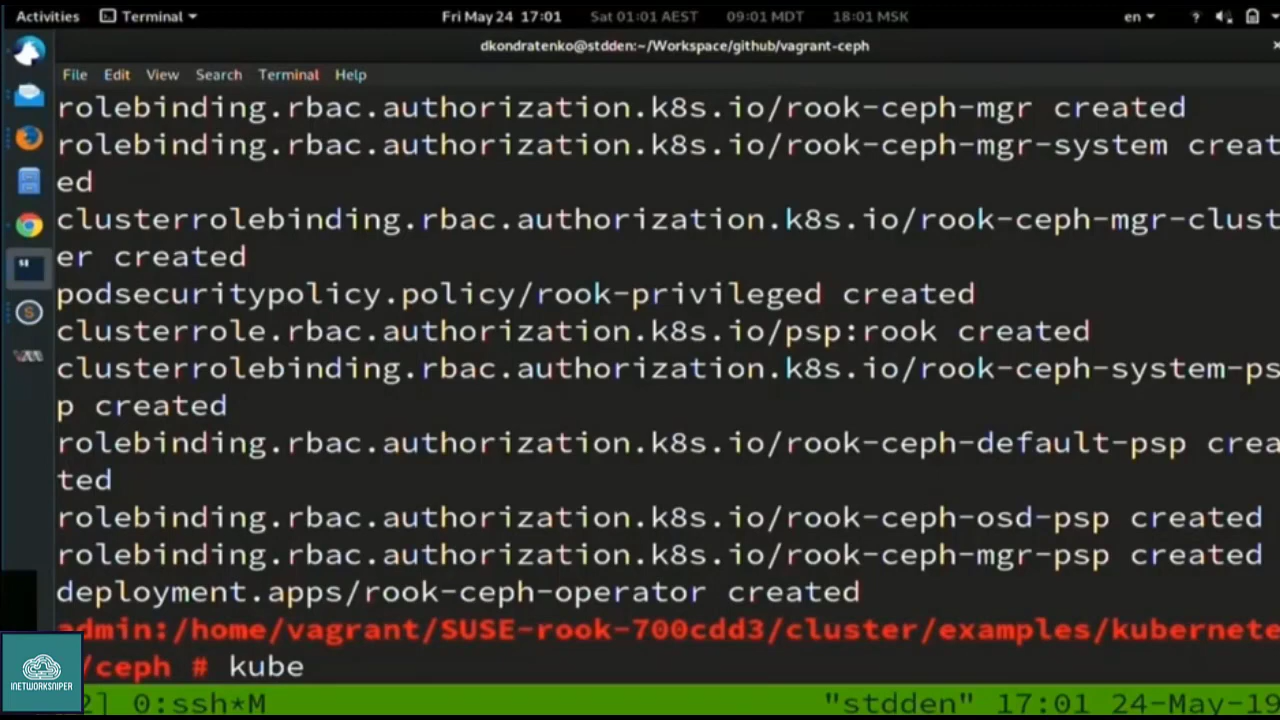 Activities Terminal Fri May 24 17:01 Sat 01:01 AEST 09:01 MDT 18:01 MSK en ?
dkondratenko@stdden:~/Workspace/github/vagrant-ceph
File Edit View Search Terminal Help
rolebinding.rbac.authorization.k8s.io/rook-ceph-mgr created
rolebinding.rbac.authorization.k8s.io/rook-ceph-mgr-system creat
ed
clusterrolebinding.rbac.authorization.k8s.io/rook-ceph-mgr-clust
er created
podsecuritypolicy.policy/rook-privileged created
clusterrole.rbac.authorization.k8s.io/psp:rook created
clusterrolebinding.rbac.authorization.k8s.io/rook-ceph-system-ps
p created
rolebinding.rbac.authorization.k8s.io/rook-ceph-default-psp crea
ted
rolebinding.rbac.authorization.k8s.io/rook-ceph-osd-psp created
rolebinding.rbac.authorization.k8s.io/rook-ceph-mgr-psp created
deployment.apps/rook-ceph-operator created
admin:/home/vagrant/SUSE-rook-700cdd3/cluster/examples/kubernete
/ceph # kube
2] 0:ssh*M "stdden" 17:01 24-May-19
INETWORKSNIPER